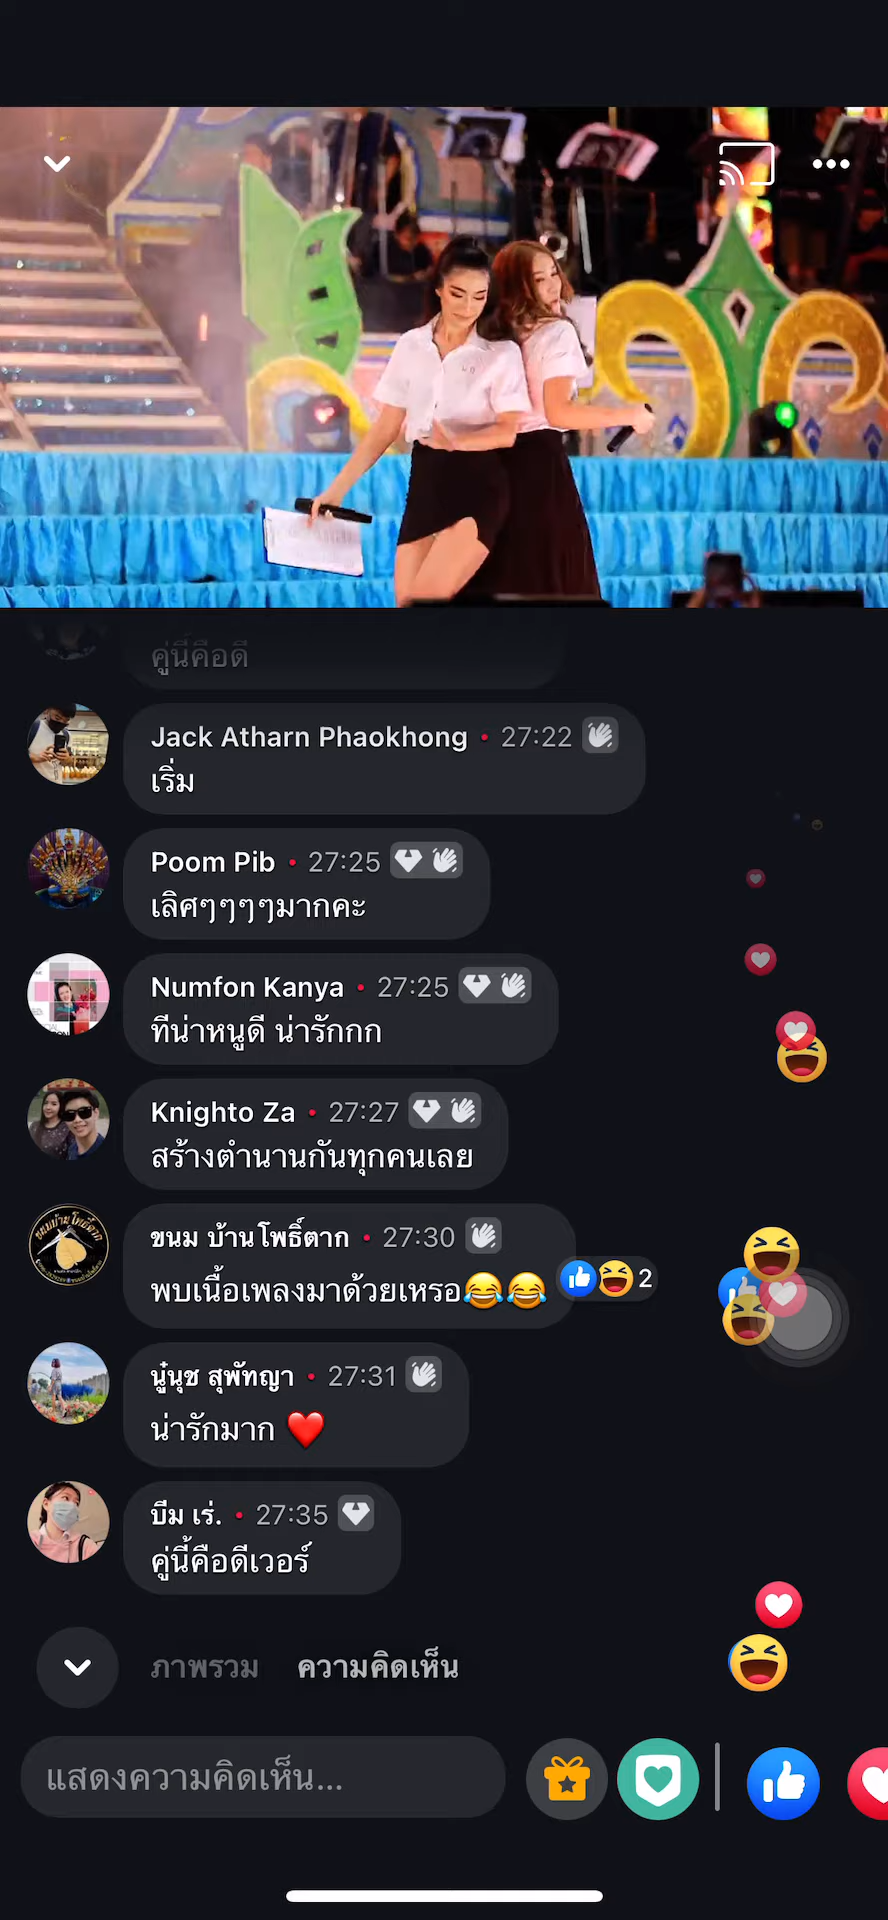 คู่นี้คือดี
Jack Atharn Phaokhong • 27:22
เริ่ม
Poom Pib • 27:25
เลิศๆๆๆๆมากคะ
Numfon Kanya • 27:25
ทีน่าหนูดี น่ารักกก
Knighto Za • 27:27
สร้างตำนานกันทุกคนเลย
ขนม บ้านโพธิ์ตาก • 27:30
พบเนื้อเพลงมาด้วยเหรอ😂😂 2
นู๋นุช สุพัทญา • 27:31
น่ารักมาก ❤️
บีม เร่. • 27:35
คู่นี้คือดีเวอร์
ภาพรวม ความคิดเห็น
แสดงความคิดเห็น...